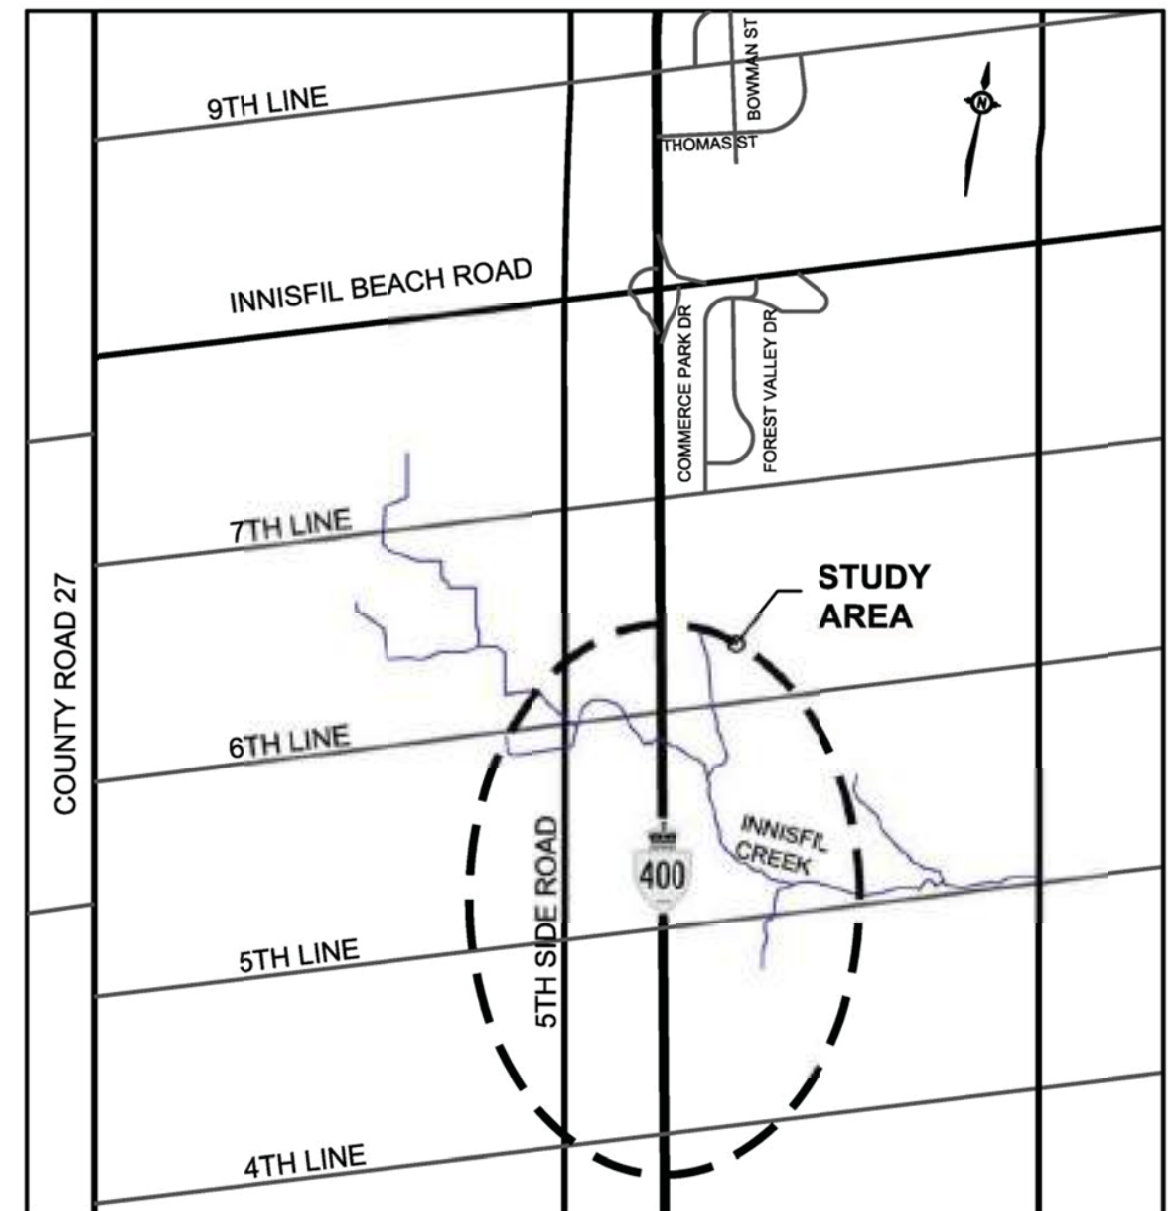 BOWMAN ST
9TH LINE
N
THOMAS ST
INNISFIL BEACH ROAD
COMMERCE PARK DR
FOREST VALLEY DR
7TH LINE
STUDY
AREA
COUNTY ROAD 27
6TH LINE
INNISFIL
CREEK
400
5TH SIDE ROAD
5TH LINE
4TH LINE